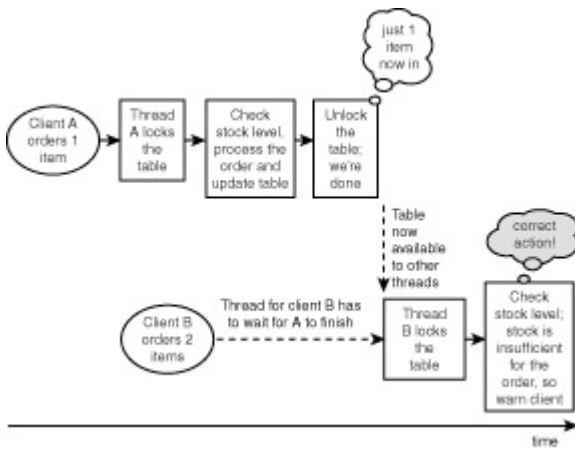 just 1
item
now in
Client A
orders 1
item
Thread
A locks
the
table
Check
stock level,
process the
order and
update table
Unlock
the
table;
we're
done
Table
now
available
to other
threads
correct
action!
Client B
orders 2
items
Thread for client B has
to wait for A to finish
Thread
B locks
the
table
Check
stock level;
stock is
insufficient
for the
order, so
warn client
time